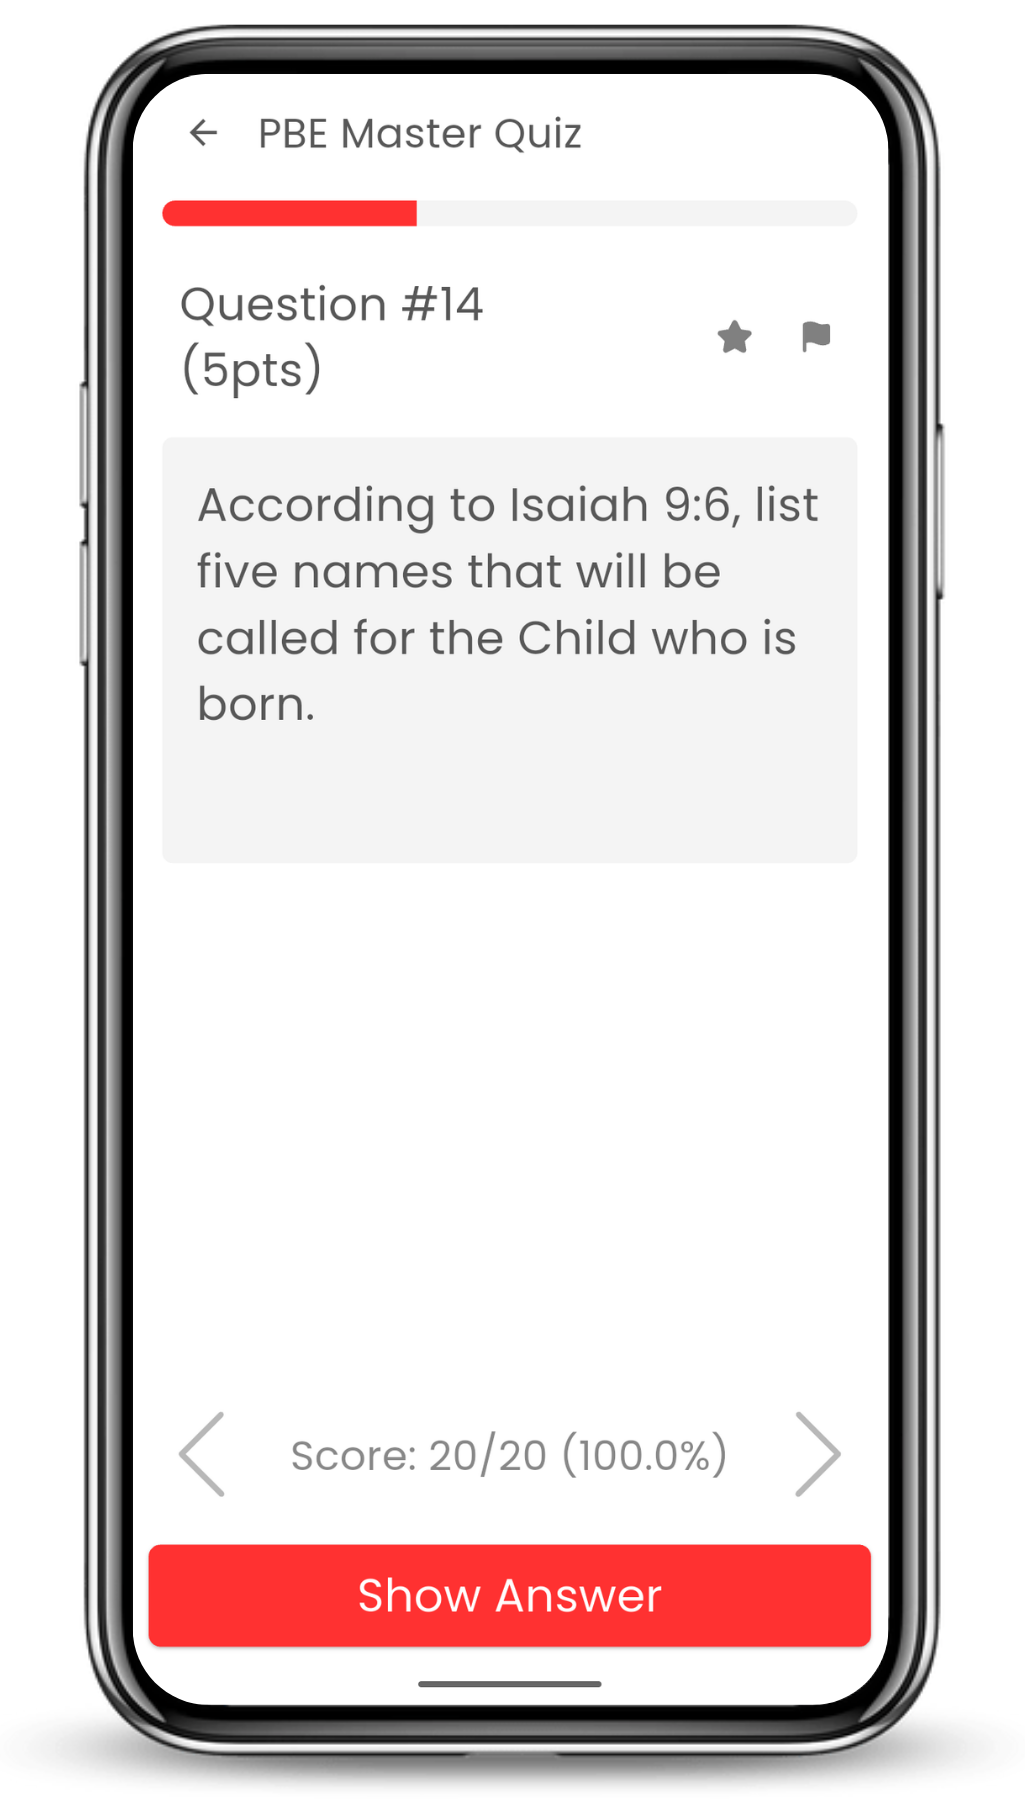 PBE Master Quiz
Question #14
(5pts)
According to Isaiah 9:6, list
five names that will be
called for the Child who is
born.
Score: 20/20 (100.0%)
Show Answer